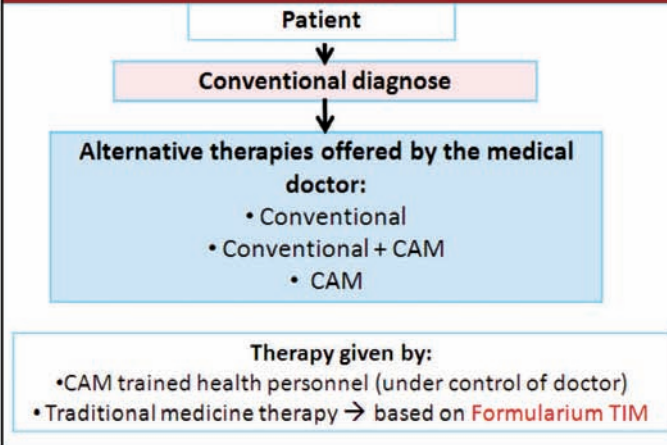 Patient
Conventional diagnose
Alternative therapies offered by the medical
doctor:
• Conventional
• Conventional + CAM
• CAM
Therapy given by:
•CAM trained health personnel (under control of doctor)
• Traditional medicine therapy → based on Formularium TIM